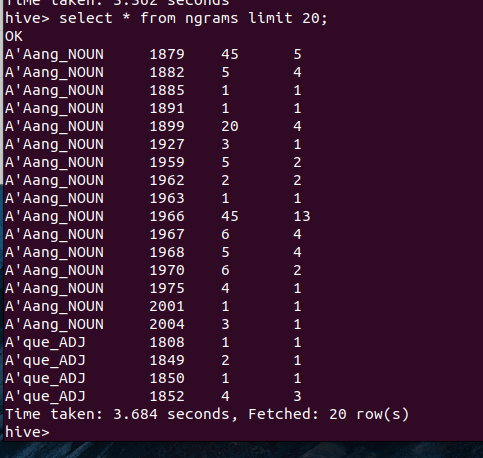 Time taken: 3.302 seconds
hive> select * from ngrams limit 20;
OK
A'Aang_NOUN 1879 45 5
A'Aang_NOUN 1882 5 4
A'Aang_NOUN 1885 1 1
A'Aang_NOUN 1891 1 1
A'Aang_NOUN 1899 20 4
A'Aang_NOUN 1927 3 1
A'Aang_NOUN 1959 5 2
A'Aang_NOUN 1962 2 2
A'Aang_NOUN 1963 1 1
A'Aang_NOUN 1966 45 13
A'Aang_NOUN 1967 6 4
A'Aang_NOUN 1968 5 4
A'Aang_NOUN 1970 6 2
A'Aang_NOUN 1975 4 1
A'Aang_NOUN 2001 1 1
A'Aang_NOUN 2004 3 1
A'que_ADJ 1808 1 1
A'que_ADJ 1849 2 1
A'que_ADJ 1850 1 1
A'que_ADJ 1852 4 3
Time taken: 3.684 seconds, Fetched: 20 row(s)
hive>